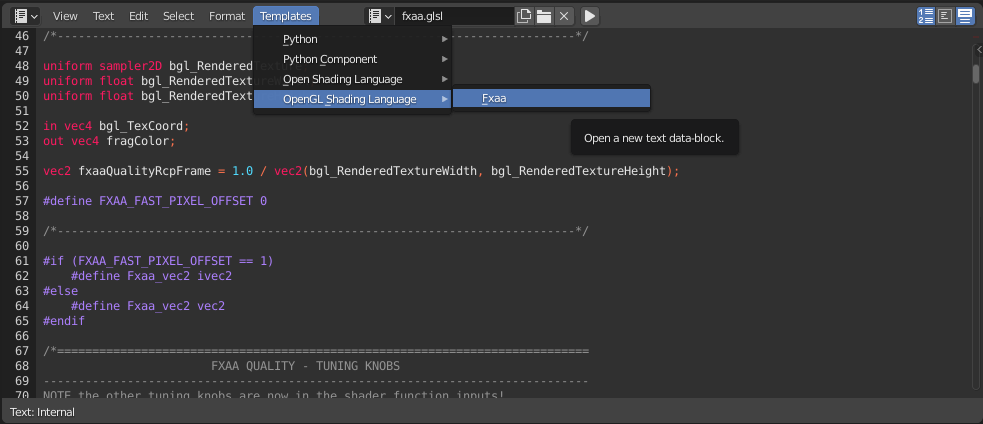 View Text Edit Select Format Templates fxaa.glsl
Python
Python Component
Open Shading Language
OpenGL Shading Language
Fxaa
Open a new text data-block.
46 /*--------------------------------------------------------------------------*/
47
48 uniform sampler2D bgl_RenderedTex
49 uniform float bgl_RenderedTextureW
50 uniform float bgl_RenderedText
51
52 in vec4 bgl_TexCoord;
53 out vec4 fragColor;
54
55 vec2 fxaaQualityRcpFrame = 1.0 / vec2(bgl_RenderedTextureWidth, bgl_RenderedTextureHeight);
56
57 #define FXAA_FAST_PIXEL_OFFSET 0
58
59 /*--------------------------------------------------------------------------*/
60
61 #if (FXAA_FAST_PIXEL_OFFSET == 1)
62 #define Fxaa_vec2 ivec2
63 #else
64 #define Fxaa_vec2 vec2
65 #endif
66
67 /*============================================================================
68 FXAA QUALITY - TUNING KNOBS
69 ------------------------------------------------------------------------------
70 NOTE the other tuning knobs are now in the shader function inputs!
Text: Internal